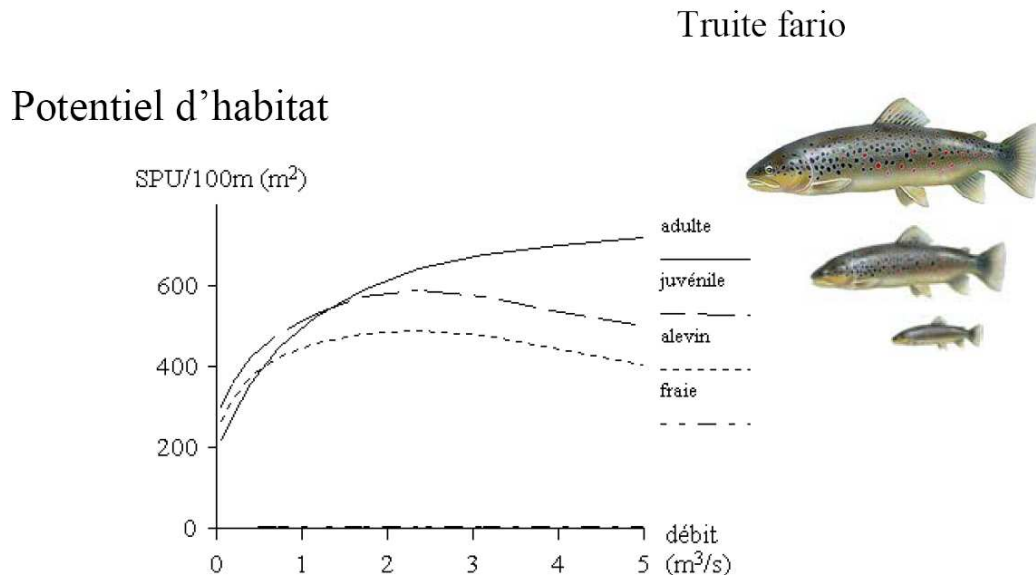 Truite fario
Potentiel d'habitat
SPU/100m (m²)
adulte
juvénile
alevin
fraie
600
400
200
0
0 1 2 3 4 5
débit
(m³/s)